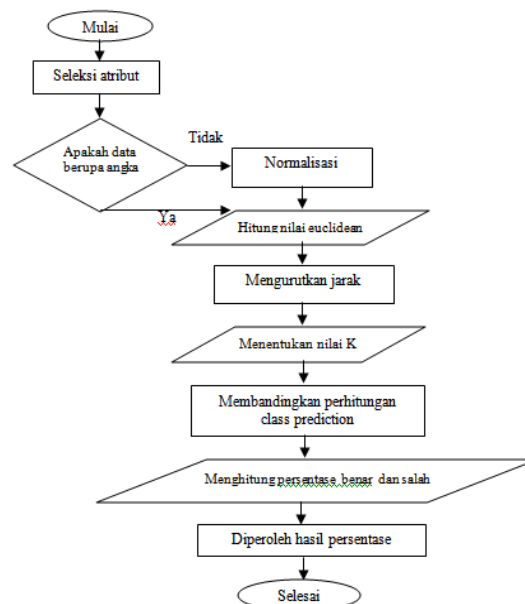 Mulai
Seleksi atribut
Apakah data
berupa angka
Tidak
Normalisasi
Ya
Hitung nilai euclidean
Mengurutkan jarak
Menentukan nilai K
Membandingkan perhitungan
class prediction
Menghitung persentase benar dan salah
Diperoleh hasil persentase
Selesai